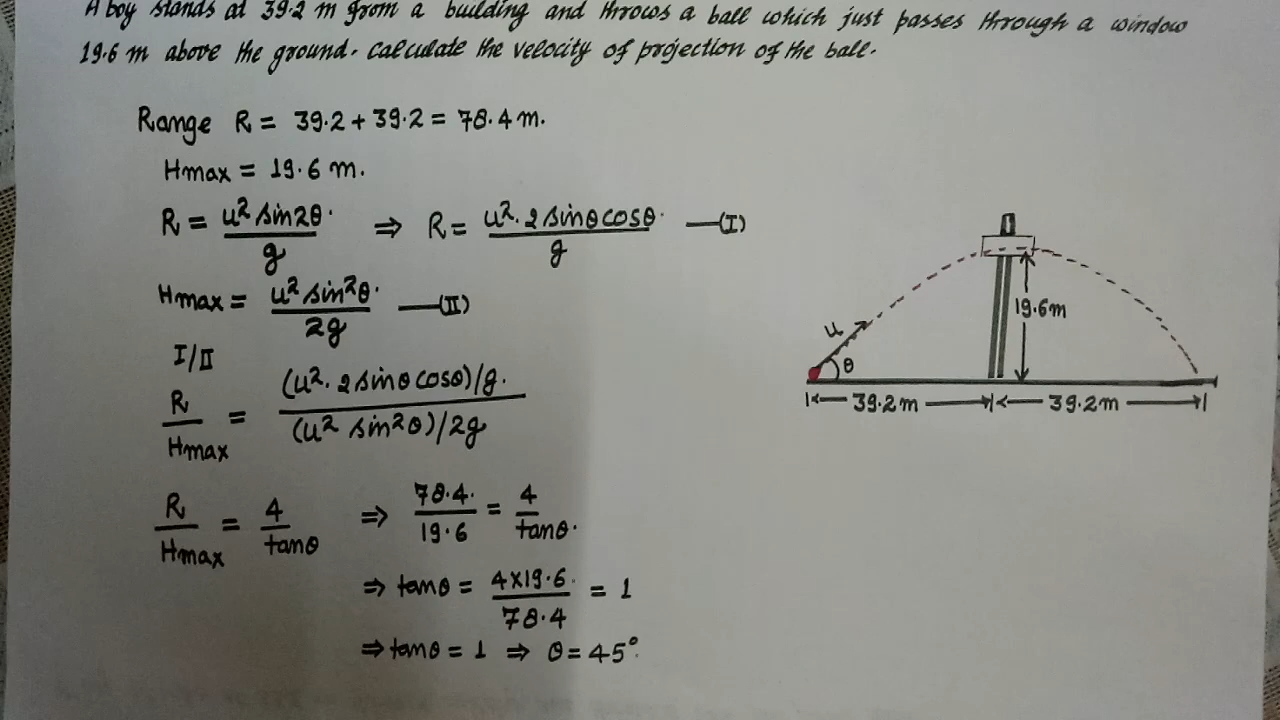 A boy stands at 39.2 m from a building and throws a ball which just passes through a window
19.6 m above the ground. Calculate the velocity of projection of the ball.
Range R = 39.2 + 39.2 = 78.4 m.
Hmax = 19.6 m.
R = u² sin2θ / g ⇒ R = u². 2 sinθ cosθ / g —(I)
Hmax = u² sin²θ / 2g —(II)
I/II
R / Hmax = (u². 2 sinθ cosθ)/g. / (u² sin²θ)/2g
R / Hmax = 4 / tanθ ⇒ 78.4 / 19.6 = 4 / tanθ.
⇒ tanθ = 4×19.6 / 78.4 = 1
⇒ tanθ = 1 ⇒ θ = 45°.
u
θ
19.6m
39.2m 39.2m